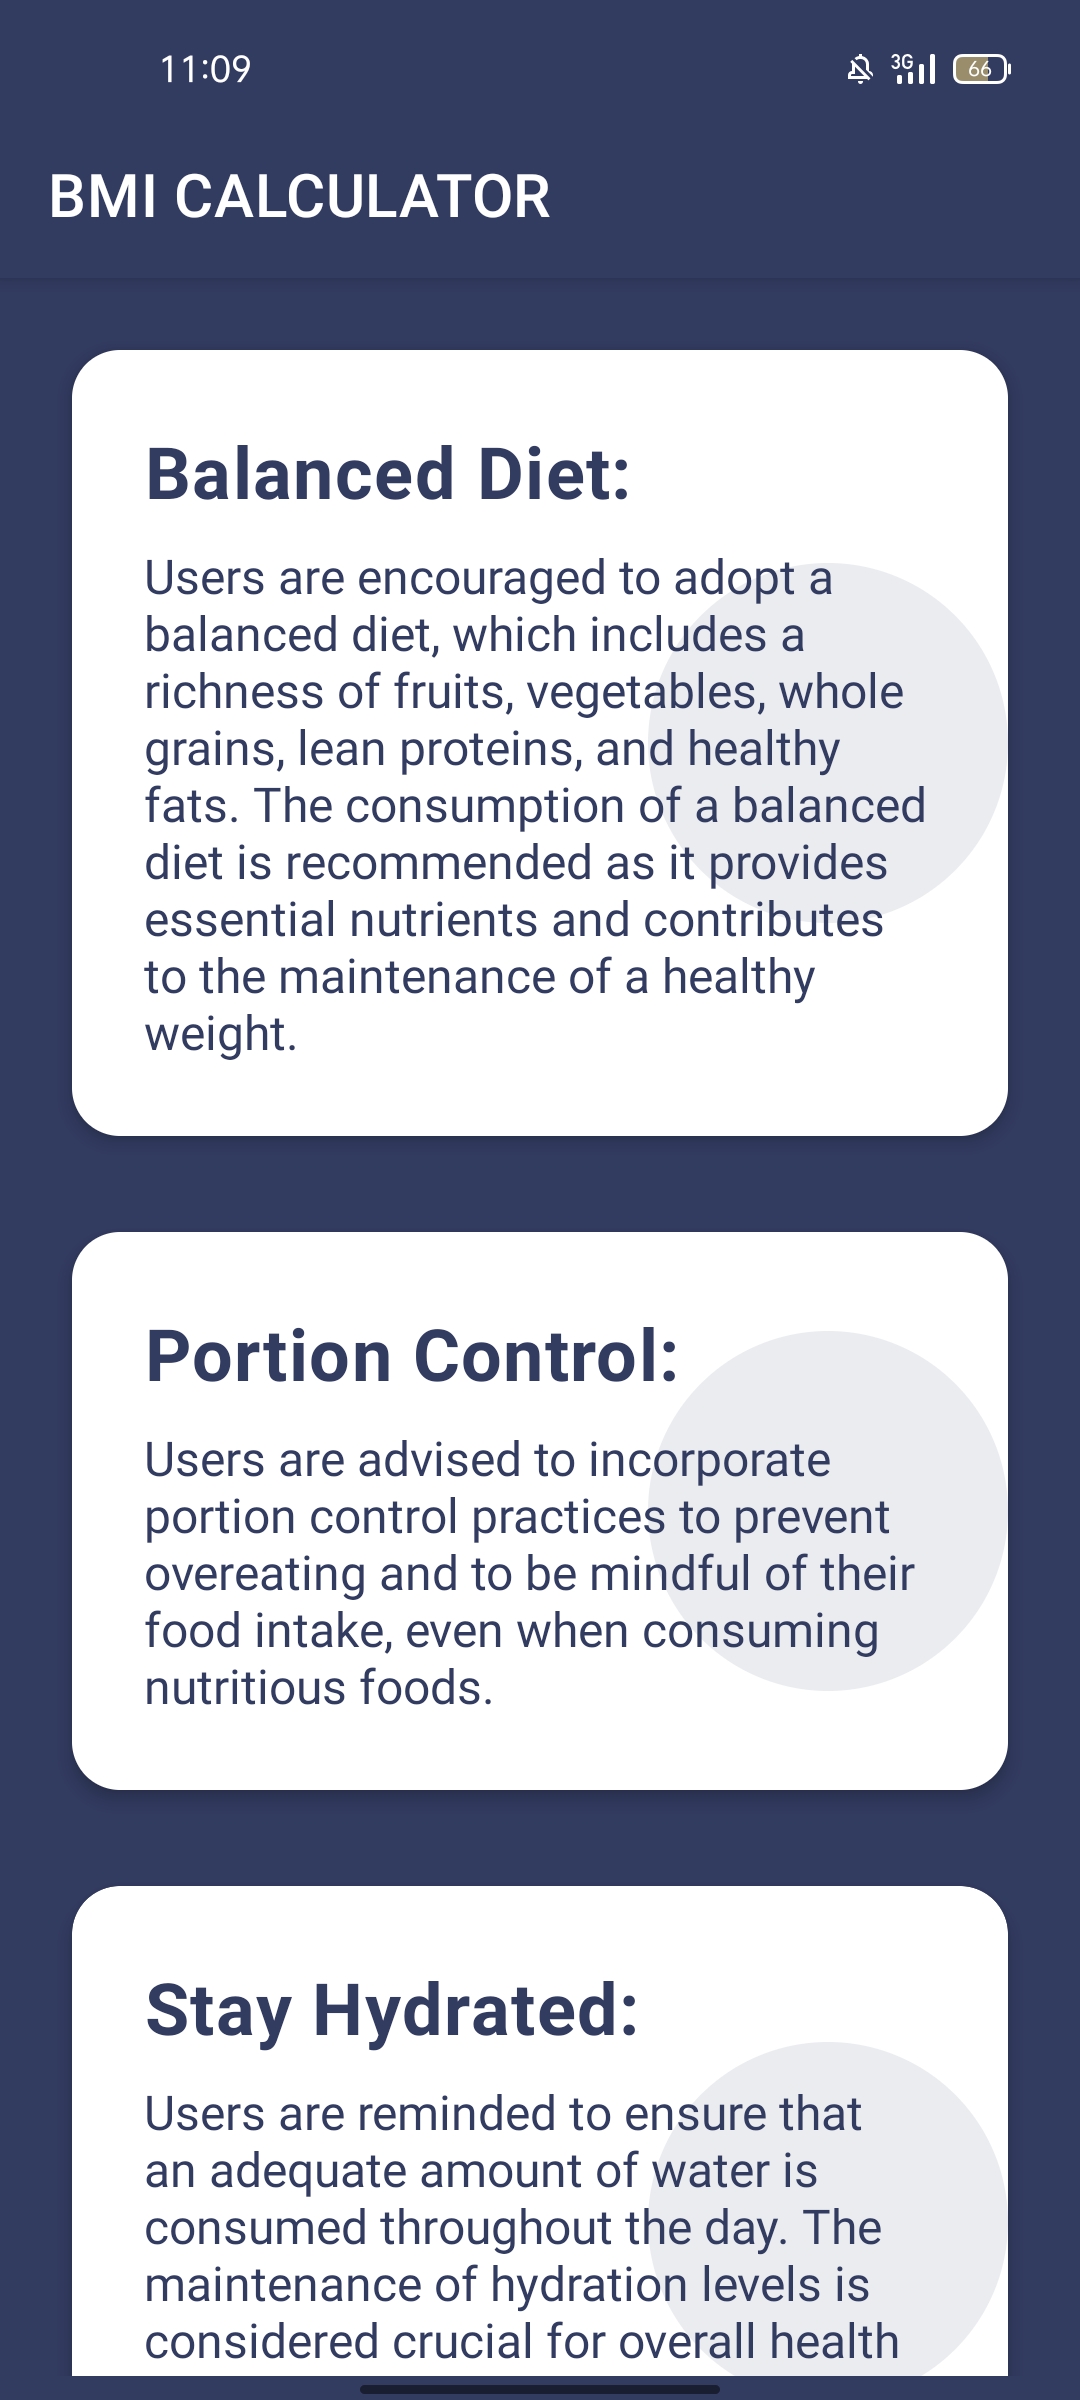 11:09
3G
66
BMI CALCULATOR
Balanced Diet:
Users are encouraged to adopt a
balanced diet, which includes a
richness of fruits, vegetables, whole
grains, lean proteins, and healthy
fats. The consumption of a balanced
diet is recommended as it provides
essential nutrients and contributes
to the maintenance of a healthy
weight.
Portion Control:
Users are advised to incorporate
portion control practices to prevent
overeating and to be mindful of their
food intake, even when consuming
nutritious foods.
Stay Hydrated:
Users are reminded to ensure that
an adequate amount of water is
consumed throughout the day. The
maintenance of hydration levels is
considered crucial for overall health